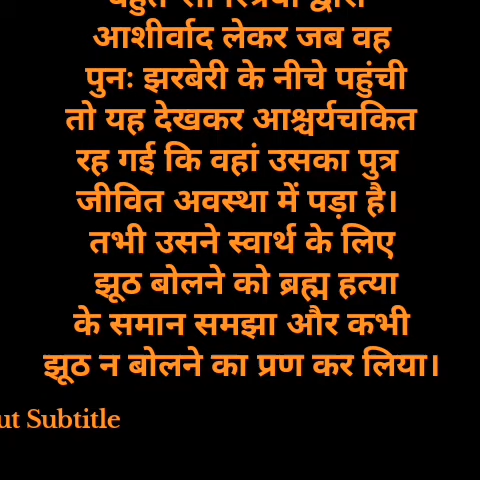 आशीर्वाद लेकर जब वह
पुनः झरबेरी के नीचे पहुंची
तो यह देखकर आश्चर्यचकित
रह गई कि वहां उसका पुत्र
जीवित अवस्था में पड़ा है।
तभी उसने स्वार्थ के लिए
झूठ बोलने को ब्रह्म हत्या
के समान समझा और कभी
झूठ न बोलने का प्रण कर लिया।
ut Subtitle